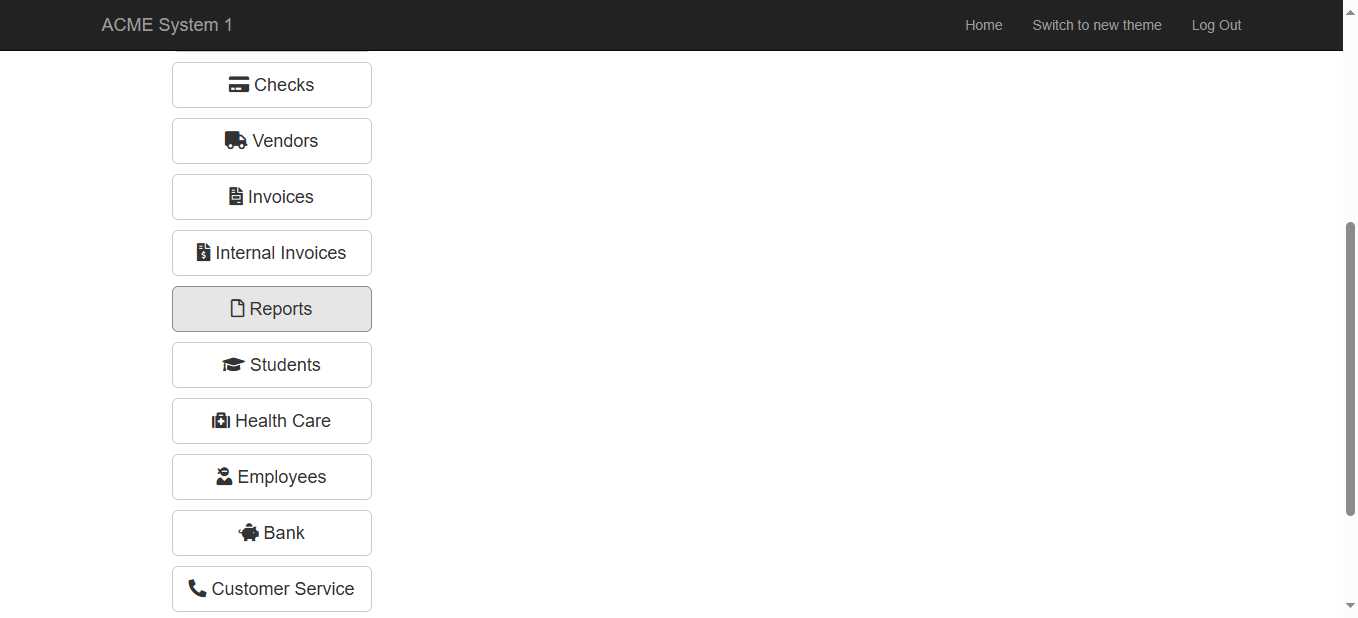 ACME System 1
Home
Switch to new theme
Log Out
Checks
Vendors
Invoices
Internal Invoices
Reports
Students
Health Care
Employees
Bank
Customer Service